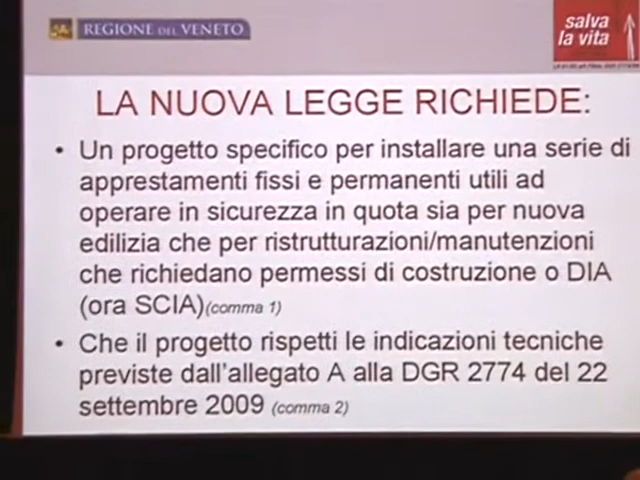 REGIONE DEL VENETO
salva
la vita
LA NUOVA LEGGE RICHIEDE:
• Un progetto specifico per installare una serie di
apprestamenti fissi e permanenti utili ad
operare in sicurezza in quota sia per nuova
edilizia che per ristrutturazioni/manutenzioni
che richiedano permessi di costruzione o DIA
(ora SCIA)(comma 1)
• Che il progetto rispetti le indicazioni tecniche
previste dall'allegato A alla DGR 2774 del 22
settembre 2009 (comma 2)